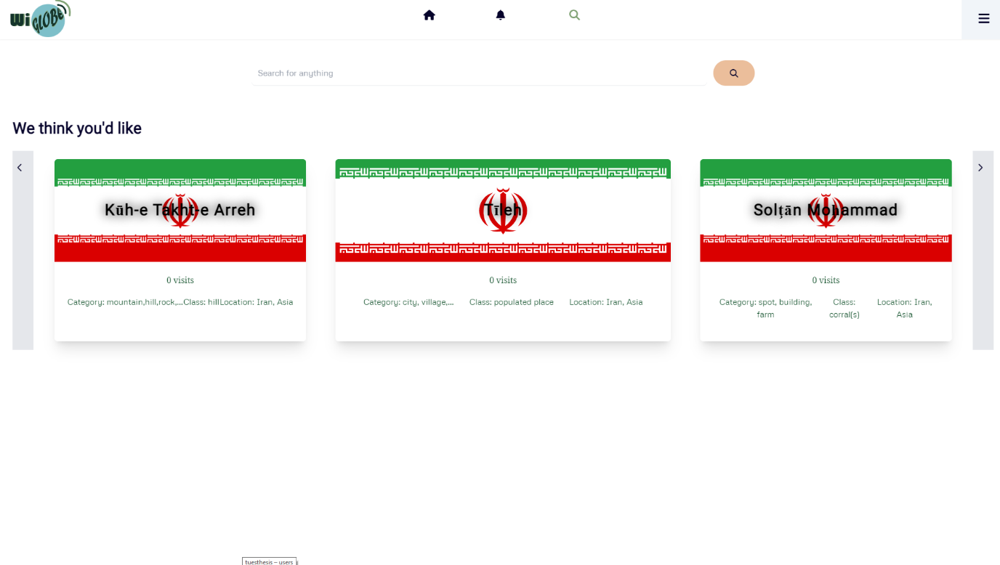 Wi GLOBE
Search for anything
We think you'd like
Kūh-e Takht-e Arreh
0 visits
Category: mountain,hill,rock,... Class: hill Location: Iran, Asia
Tīleh
0 visits
Category: city, village,... Class: populated place Location: Iran, Asia
Solţān Moḩammad
0 visits
Category: spot, building, farm
Class: corral(s)
Location: Iran, Asia
tuesthesis – users